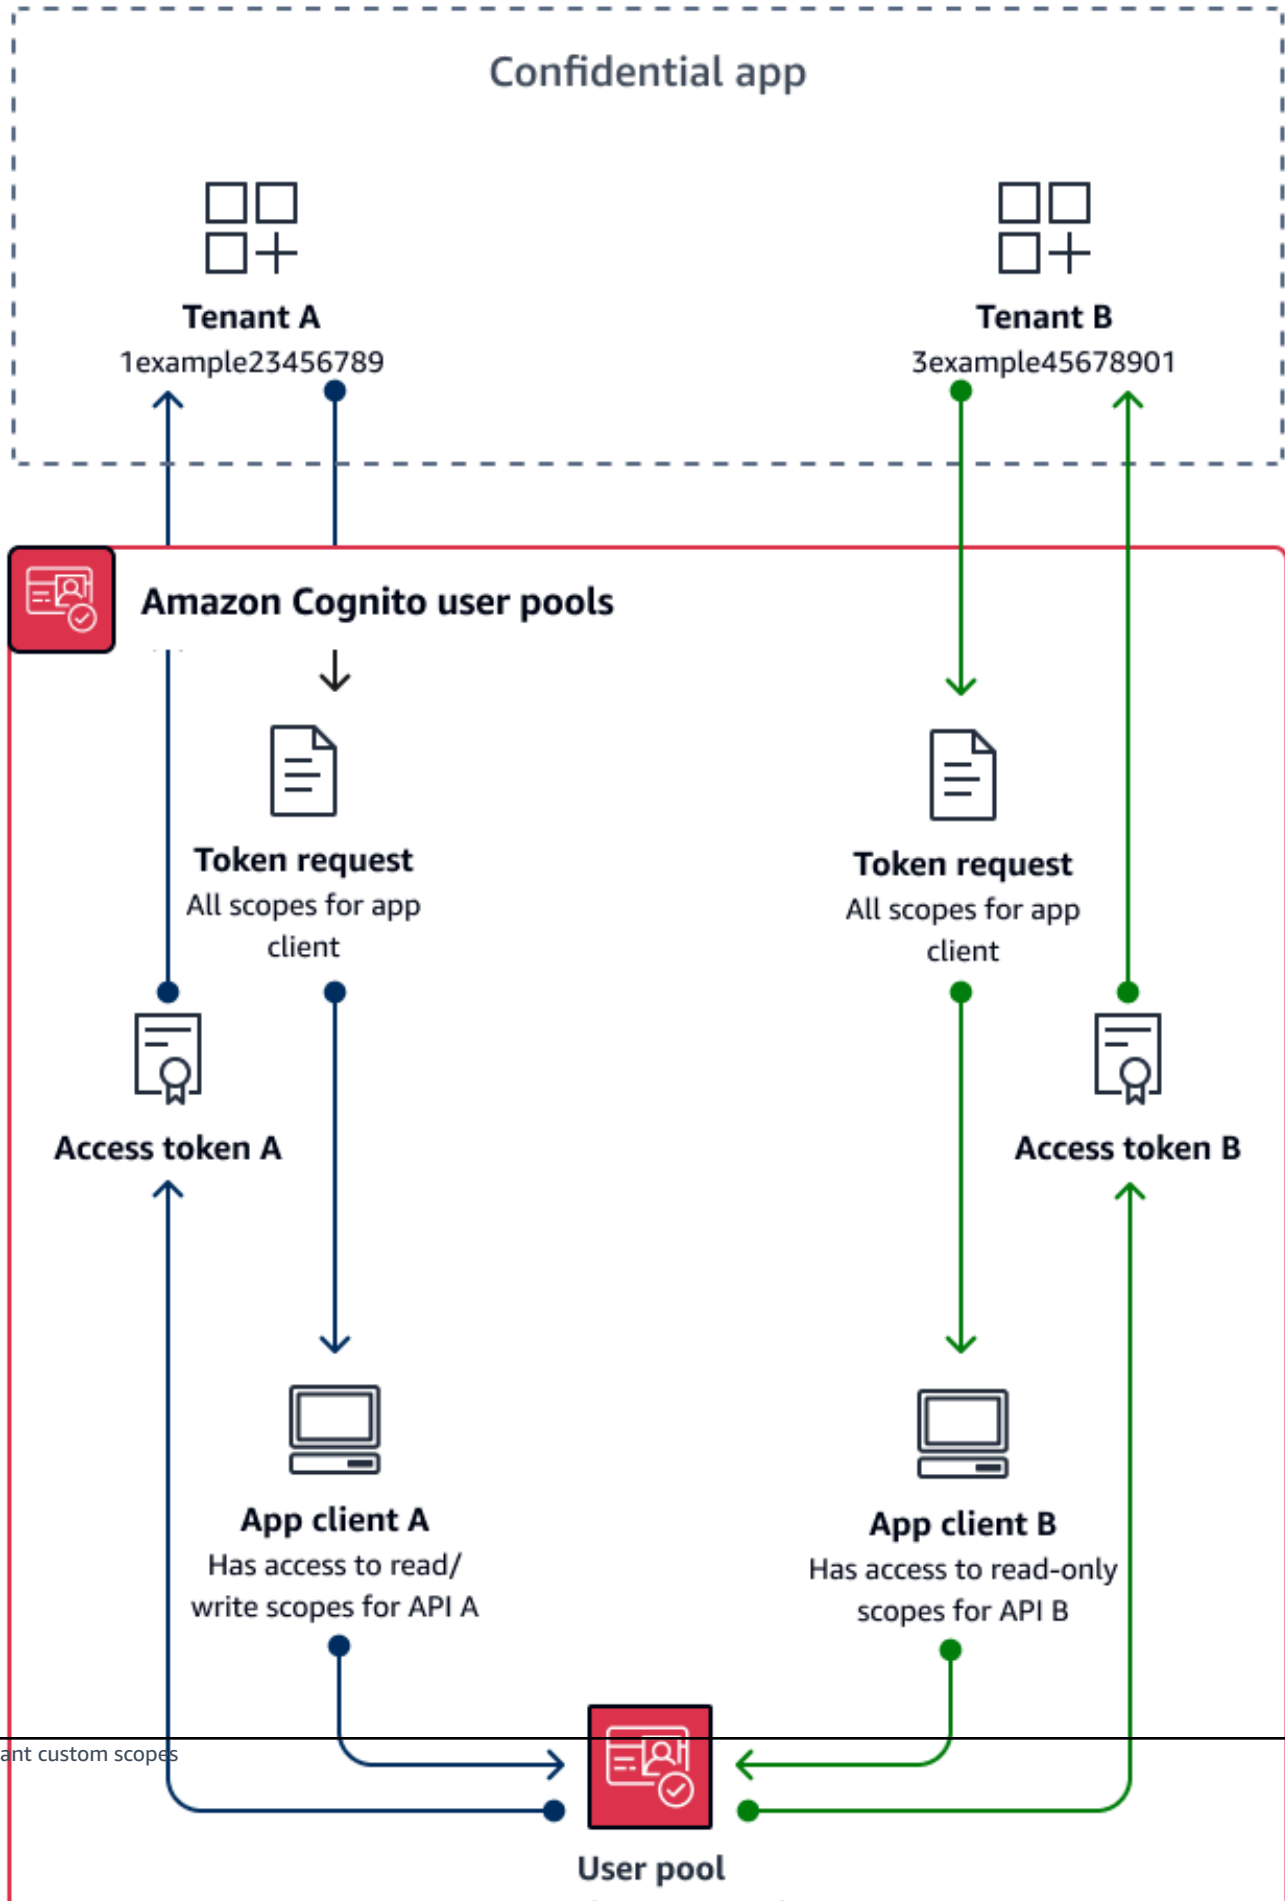 Confidential app
Tenant A
1example23456789
Tenant B
3example45678901
Amazon Cognito user pools
Token request
All scopes for app
client
Token request
All scopes for app
client
Access token A
Access token B
App client A
Has access to read/
write scopes for API A
App client B
Has access to read-only
scopes for API B
ant custom scopes
User pool